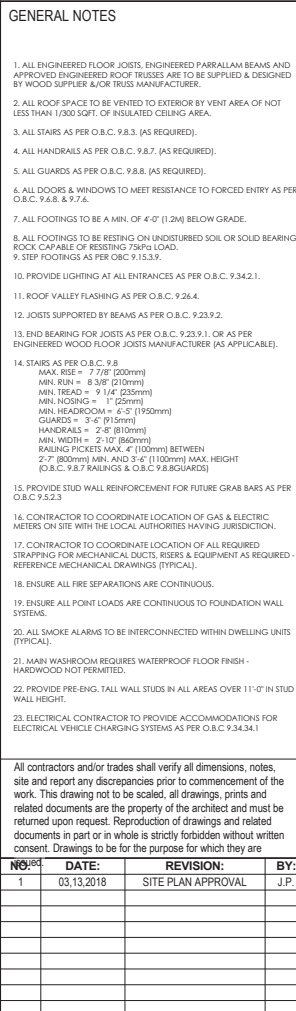 GENERAL NOTES
1. ALL ENGINEERED FLOOR JOISTS, ENGINEERED PARRALLAM BEAMS AND
APPROVED ENGINEERED ROOF TRUSSES ARE TO BE SUPPLIED & DESIGNED
BY WOOD SUPPLIER &/OR TRUSS MANUFACTURER.
2. ALL ROOF SPACE TO BE VENTED TO EXTERIOR BY VENT AREA OF NOT
LESS THAN 1/300 SQFT. OF INSULATED CEILING AREA.
3. ALL STAIRS AS PER O.B.C. 9.8.3. (AS REQUIRED).
4. ALL HANDRAILS AS PER O.B.C. 9.8.7. (AS REQUIRED).
5. ALL GUARDS AS PER O.B.C. 9.8.8. (AS REQUIRED).
6. ALL DOORS & WINDOWS TO MEET RESISTANCE TO FORCED ENTRY AS PER
O.B.C. 9.6.8. & 9.7.6.
7. ALL FOOTINGS TO BE A MIN. OF 4'-0" (1.2M) BELOW GRADE.
8. ALL FOOTINGS TO BE RESTING ON UNDISTURBED SOIL OR SOLID BEARING
ROCK CAPABLE OF RESISTING 75kPa LOAD.
9. STEP FOOTINGS AS PER OBC 9.15.3.9.
10. PROVIDE LIGHTING AT ALL ENTRANCES AS PER O.B.C. 9.34.2.1.
11. ROOF VALLEY FLASHING AS PER O.B.C. 9.26.4.
12. JOISTS SUPPORTED BY BEAMS AS PER O.B.C. 9.23.9.2.
13. END BEARING FOR JOISTS AS PER O.B.C. 9.23.9.1. OR AS PER
ENGINEERED WOOD FLOOR JOISTS MANUFACTURER (AS APPLICABLE).
14. STAIRS AS PER O.B.C. 9.8
MAX. RISE = 7 7/8" (200mm)
MIN. RUN = 8 3/8" (210mm)
MIN. TREAD = 9 1/4" (235mm)
MIN. NOSING = 1" (25mm)
MIN. HEADROOM = 6'-5" (1950mm)
GUARDS = 3'-6" (915mm)
HANDRAILS = 2'-8" (810mm)
MIN. WIDTH = 2'-10" (860mm)
RAILING PICKETS MAX. 4" (100mm) BETWEEN
2'-7" (800mm) MIN. AND 3'-6" (1100mm) MAX. HEIGHT
(O.B.C. 9.8.7 RAILINGS & O.B.C 9.8.8GUARDS)
15. PROVIDE STUD WALL REINFORCEMENT FOR FUTURE GRAB BARS AS PER
O.B.C 9.5.2.3
16. CONTRACTOR TO COORDINATE LOCATION OF GAS & ELECTRIC
METERS ON SITE WITH THE LOCAL AUTHORITIES HAVING JURISDICTION.
17. CONTRACTOR TO COORDINATE LOCATION OF ALL REQUIRED
STRAPPING FOR MECHANICAL DUCTS, RISERS & EQUIPMENT AS REQUIRED -
REFERENCE MECHANICAL DRAWINGS (TYPICAL).
18. ENSURE ALL FIRE SEPARATIONS ARE CONTINUOUS.
19. ENSURE ALL POINT LOADS ARE CONTINUOUS TO FOUNDATION WALL
SYSTEMS.
20. ALL SMOKE ALARMS TO BE INTERCONNECTED WITHIN DWELLING UNITS
(TYPICAL).
21. MAIN WASHROOM REQUIRES WATERPROOF FLOOR FINISH -
HARDWOOD NOT PERMITTED.
22. PROVIDE PRE-ENG. TALL WALL STUDS IN ALL AREAS OVER 11'-0" IN STUD
WALL HEIGHT.
23. ELECTRICAL CONTRACTOR TO PROVIDE ACCOMMODATIONS FOR
ELECTRICAL VEHICLE CHARGING SYSTEMS AS PER O.B.C 9.34.34.1
All contractors and/or trades shall verify all dimensions, notes,
site and report any discrepancies prior to commencement of the
work. This drawing not to be scaled, all drawings, prints and
related documents are the property of the architect and must be
returned upon request. Reproduction of drawings and related
documents in part or in whole is strictly forbidden without written
consent. Drawings to be for the purpose for which they are
issued.
NO. DATE: REVISION: BY:
1 03,13,2018 SITE PLAN APPROVAL J.P.